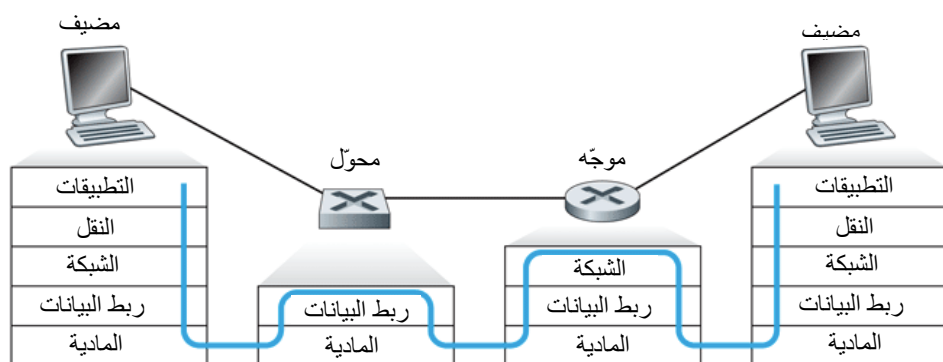 مضيف
مضيف
محوّل
موجّه
التطبيقات
النقل
الشبكة
ربط البيانات
المادية
ربط البيانات
المادية
الشبكة
ربط البيانات
المادية
التطبيقات
النقل
الشبكة
ربط البيانات
المادية